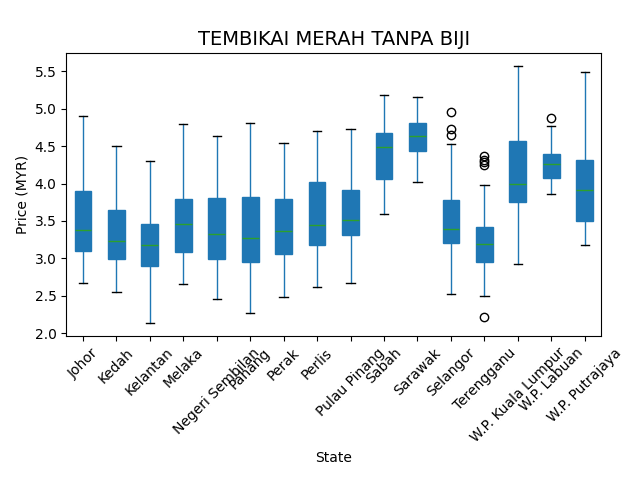 TEMBIKAI MERAH TANPA BIJI
Price (MYR)
5.5
5.0
4.5
4.0
3.5
3.0
2.5
2.0
Johor
Kedah
Kelantan
Melaka
Negeri Sembilan
Pahang
Perak
Perlis
Pulau Pinang
Sabah
Sarawak
Selangor
Terengganu
W.P. Kuala Lumpur
W.P. Labuan
W.P. Putrajaya
State